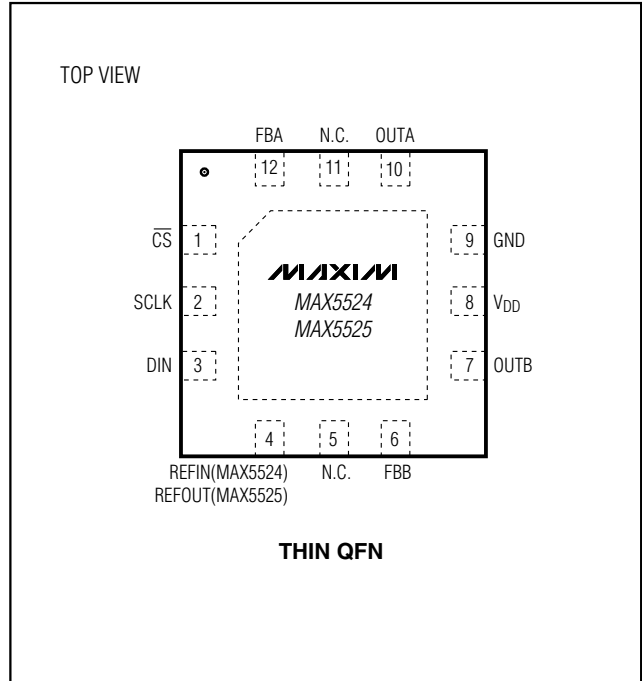 TOP VIEW
FBA N.C. OUTA
12 11 10
C̅S̅ 1 9 GND
MAXIM
SCLK 2 MAX5524 8 VDD
MAX5525
DIN 3 7 OUTB
4 5 6
REFIN(MAX5524) N.C. FBB
REFOUT(MAX5525)
THIN QFN